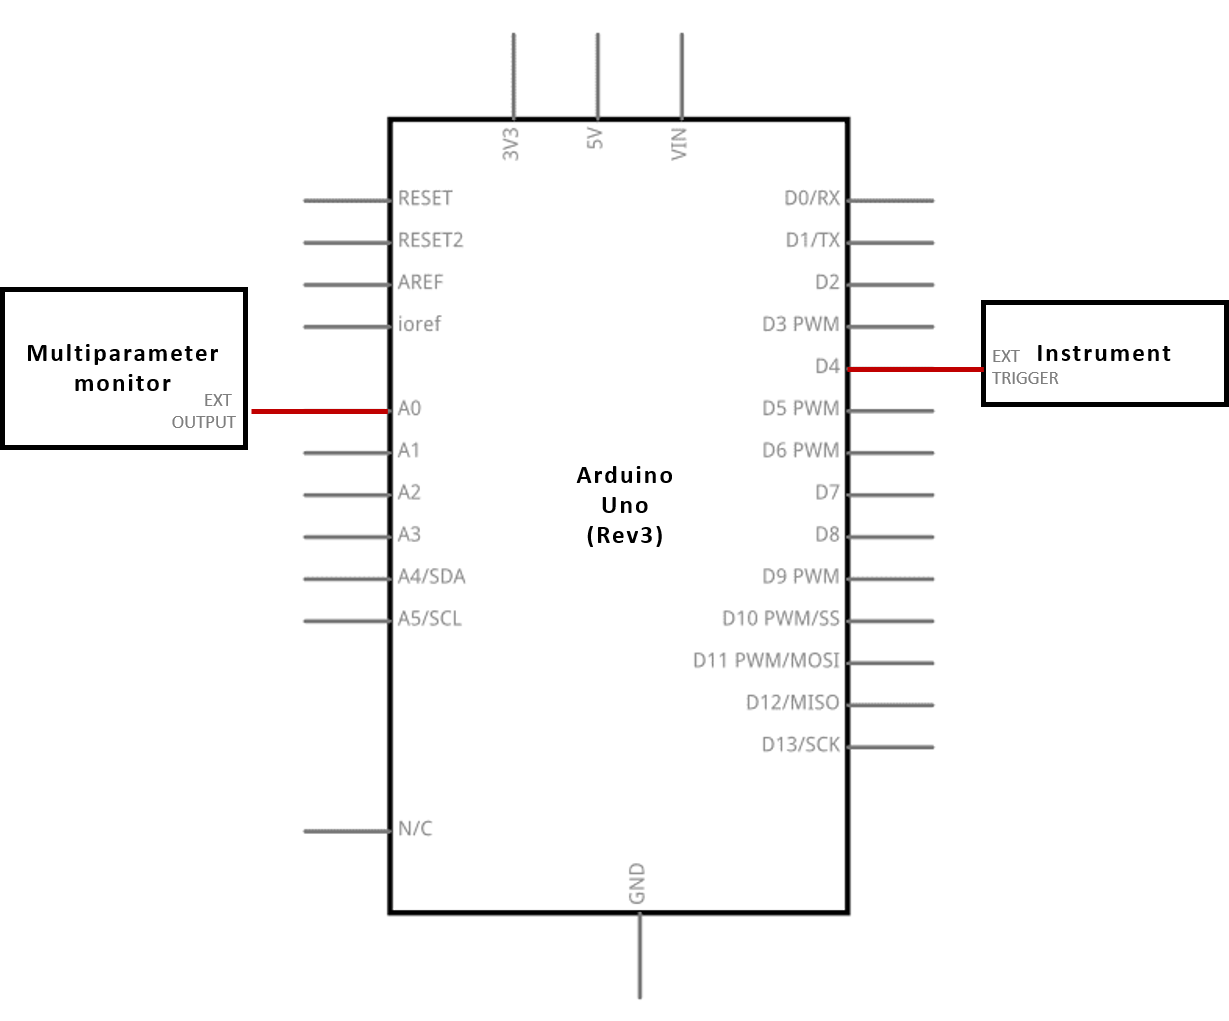 3V3
5V
VIN
RESET
RESET2
AREF
ioref
A0
A1
A2
A3
A4/SDA
A5/SCL
N/C
D0/RX
D1/TX
D2
D3 PWM
D4
D5 PWM
D6 PWM
D7
D8
D9 PWM
D10 PWM/SS
D11 PWM/MOSI
D12/MISO
D13/SCK
GND
Arduino
Uno
(Rev3)
Multiparameter
monitor
EXT
OUTPUT
Instrument
EXT
TRIGGER